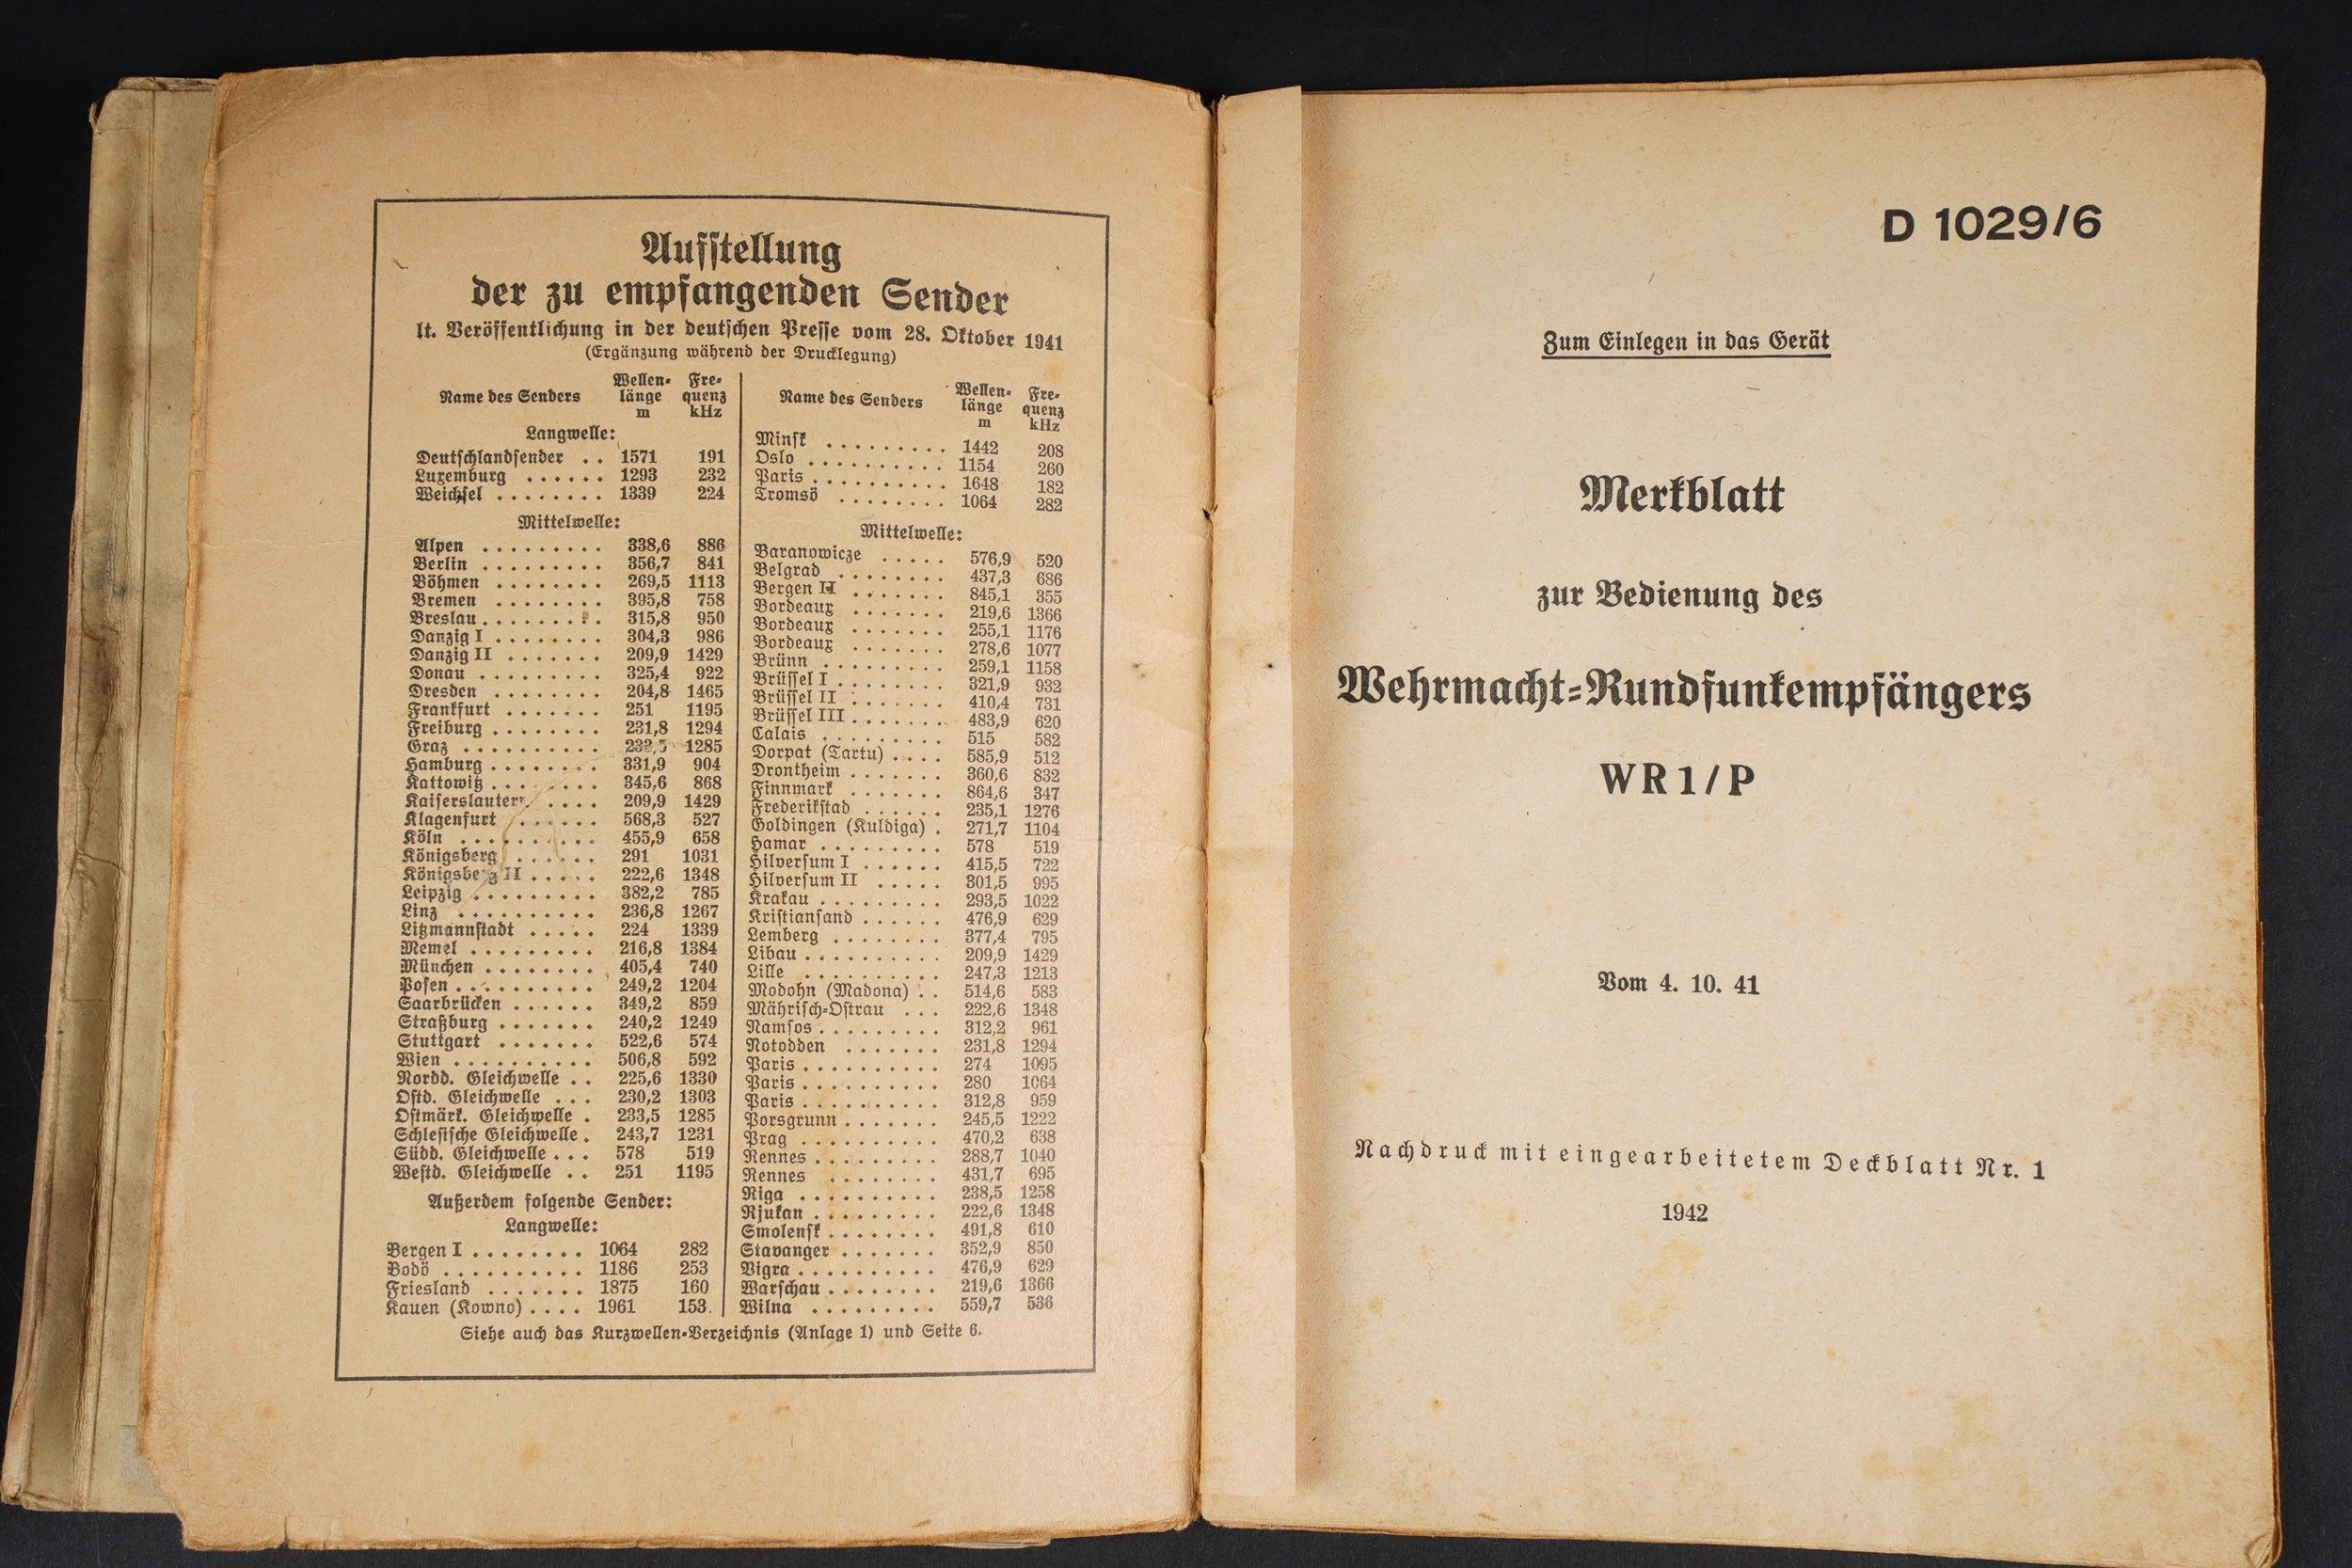 Aufstellung
der zu empfangenden Sender
lt. Veröffentlichung in der deutschen Presse vom 28. Oktober 1941
(Ergänzung während der Drucklegung)
Name des Senders Wellen-länge m Fre-quenz kHz
Langwelle:
Deutschlandsender . . 1571 191
Luxemburg . . . . . . 1293 232
Weichsel . . . . . . . . 1339 224
Mittelwelle:
Alpen . . . . . . . . . 338,6 886
Berlin . . . . . . . . . 356,7 841
Böhmen . . . . . . . . 269,5 1113
Bremen . . . . . . . . 395,8 758
Breslau . . . . . . . . 315,8 950
Danzig I . . . . . . . . 304,3 986
Danzig II . . . . . . . 209,9 1429
Donau . . . . . . . . . 325,4 922
Dresden . . . . . . . . 204,8 1465
Frankfurt . . . . . . . 251 1195
Freiburg . . . . . . . . 231,8 1294
Graz . . . . . . . . . . 233,5 1285
Hamburg . . . . . . . . 331,9 904
Kattowitz . . . . . . . . 345,6 868
Kaiserslautern . . . . 209,9 1429
Klagenfurt . . . . . . 568,3 527
Köln . . . . . . . . . . 455,9 658
Königsberg . . . . . . 291 1031
Königsberg II . . . . . 222,6 1348
Leipzig . . . . . . . . . 382,2 785
Linz . . . . . . . . . . 236,8 1267
Litzmannstadt . . . . . 224 1339
Memel . . . . . . . . . 216,8 1384
München . . . . . . . . 405,4 740
Posen . . . . . . . . . . 249,2 1204
Saarbrücken . . . . . . 349,2 859
Straßburg . . . . . . . 240,2 1249
Stuttgart . . . . . . . 522,6 574
Wien . . . . . . . . . . 506,8 592
Nordd. Gleichwelle . . 225,6 1330
Ostd. Gleichwelle . . . 230,2 1303
Ostmärk. Gleichwelle . 233,5 1285
Schlesische Gleichwelle . 243,7 1231
Südd. Gleichwelle . . . 578 519
Westd. Gleichwelle . . 251 1195
Außerdem folgende Sender:
Langwelle:
Bergen I . . . . . . . . 1064 282
Bodö . . . . . . . . . . 1186 253
Friesland . . . . . . . 1875 160
Kauen (Kowno) . . . . 1961 153
Name des Senders Wellen-länge m Fre-quenz kHz
Minsk . . . . . . . . . 1442 208
Oslo . . . . . . . . . . 1154 260
Paris . . . . . . . . . . 1648 182
Tromsö . . . . . . . . 1064 282
Mittelwelle:
Baranowicze . . . . . 576,9 520
Belgrad . . . . . . . . 437,3 686
Bergen II . . . . . . . 845,1 355
Bordeaux . . . . . . . 219,6 1366
Bordeaux . . . . . . . 255,1 1176
Bordeaux . . . . . . . 278,6 1077
Brünn . . . . . . . . . 259,1 1158
Brüssel I . . . . . . . . 321,9 932
Brüssel II . . . . . . . 410,4 731
Brüssel III . . . . . . . 483,9 620
Calais . . . . . . . . . 515 582
Dorpat (Tartu) . . . . 585,9 512
Drontheim . . . . . . . 360,6 832
Finnmark . . . . . . . 864,6 347
Frederikstad . . . . . . 235,1 1276
Goldingen (Kuldiga) . 271,7 1104
Hamar . . . . . . . . . 578 519
Hilversum I . . . . . . 415,5 722
Hilversum II . . . . . 301,5 995
Krakau . . . . . . . . . 293,5 1022
Kristiansand . . . . . . 476,9 629
Lemberg . . . . . . . . 377,4 795
Libau . . . . . . . . . . 209,9 1429
Lille . . . . . . . . . . 247,3 1213
Modohn (Madona) . . 514,6 583
Mährisch-Ostrau . . . 222,6 1348
Namsos . . . . . . . . . 312,2 961
Notodden . . . . . . . 231,8 1294
Paris . . . . . . . . . . 274 1095
Paris . . . . . . . . . . 280 1064
Paris . . . . . . . . . . 312,8 959
Porsgrunn . . . . . . . 245,5 1222
Prag . . . . . . . . . . 470,2 638
Rennes . . . . . . . . . 288,7 1040
Rennes . . . . . . . . 431,7 695
Riga . . . . . . . . . . 238,5 1258
Rjukan . . . . . . . . . 222,6 1348
Smolensk . . . . . . . . 491,8 610
Stavanger . . . . . . . 352,9 850
Vigra . . . . . . . . . . 476,9 629
Warschau . . . . . . . . 219,6 1366
Wilna . . . . . . . . . 559,7 536
Siehe auch das Kurzwellen-Verzeichnis (Anlage 1) und Seite 6.
D 1029/6
Zum Einlegen in das Gerät
Merkblatt
zur Bedienung des
Wehrmacht-Rundfunkempfängers
WR 1/P
Vom 4. 10. 41
Nachdruck mit eingearbeitetem Deckblatt Nr. 1
1942